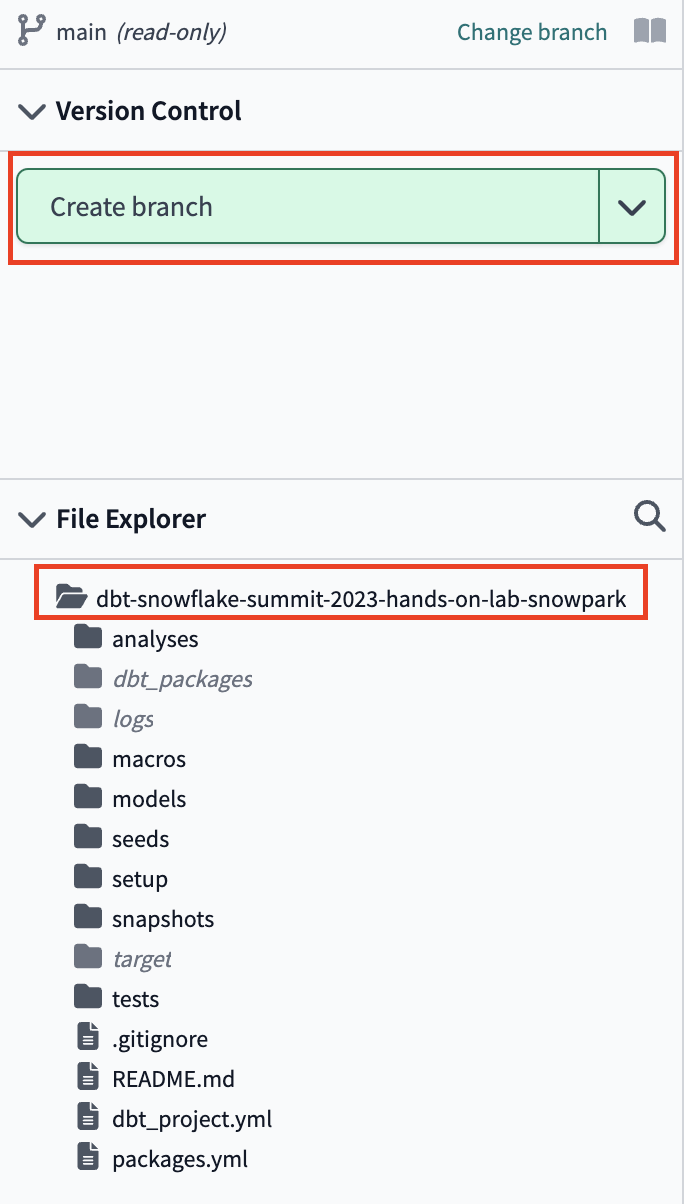 main (read-only) Change branch
Version Control
Create branch
File Explorer
dbt-snowflake-summit-2023-hands-on-lab-snowpark
analyses
dbt_packages
logs
macros
models
seeds
setup
snapshots
target
tests
.gitignore
README.md
dbt_project.yml
packages.yml